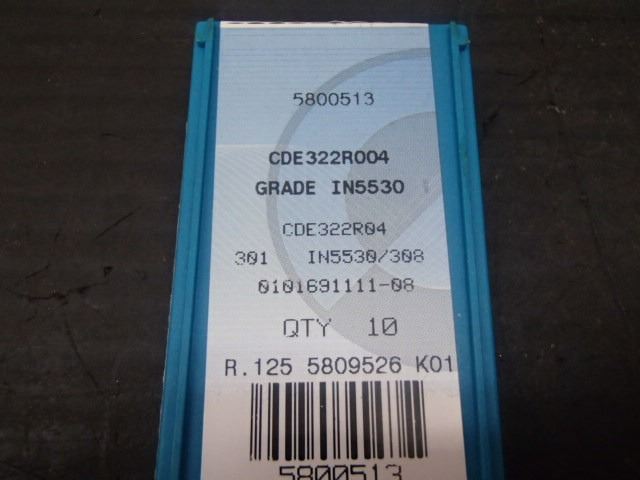 5800513
CDE322R004
GRADE IN5530
CDE322R04
301 IN5530/308
0101691111-08
QTY 10
R.125 5809526 K01
5800513